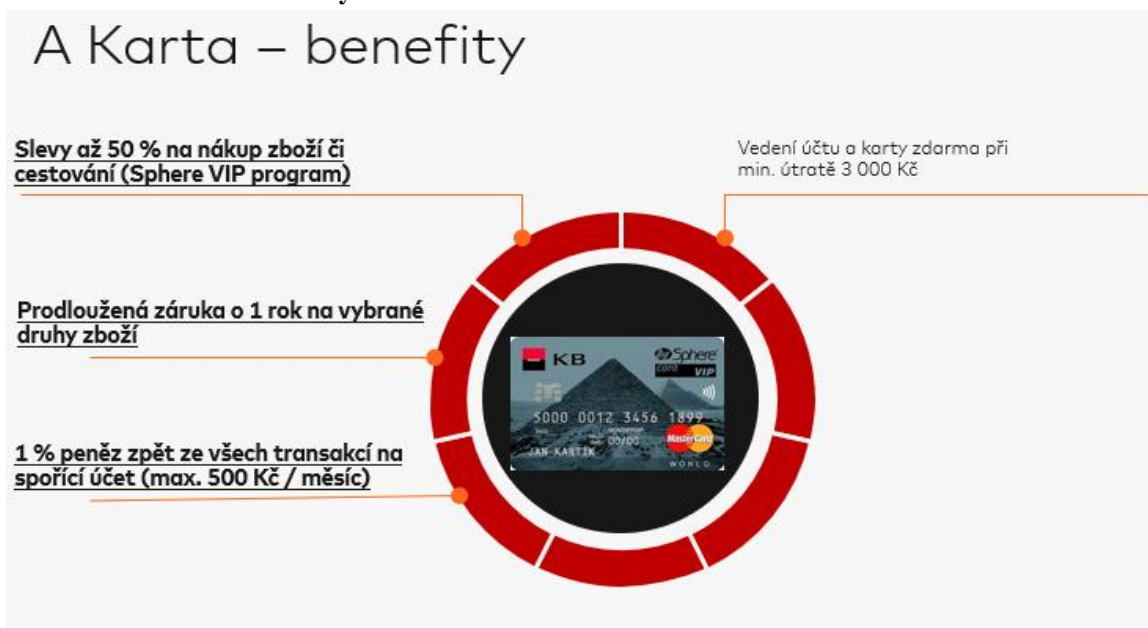 A Karta – benefity
Slevy až 50 % na nákup zboží či
cestování (Sphere VIP program)
Vedení účtu a karty zdarma při
min. útratě 3 000 Kč
Prodloužená záruka o 1 rok na vybrané
druhy zboží
1 % peněz zpět ze všech transakcí na
spořící účet (max. 500 Kč / měsíc)
KB
Sphere
card VIP
5000 0012 3456 1899
00/00
JAN KARTIK
MasterCard
WORLD